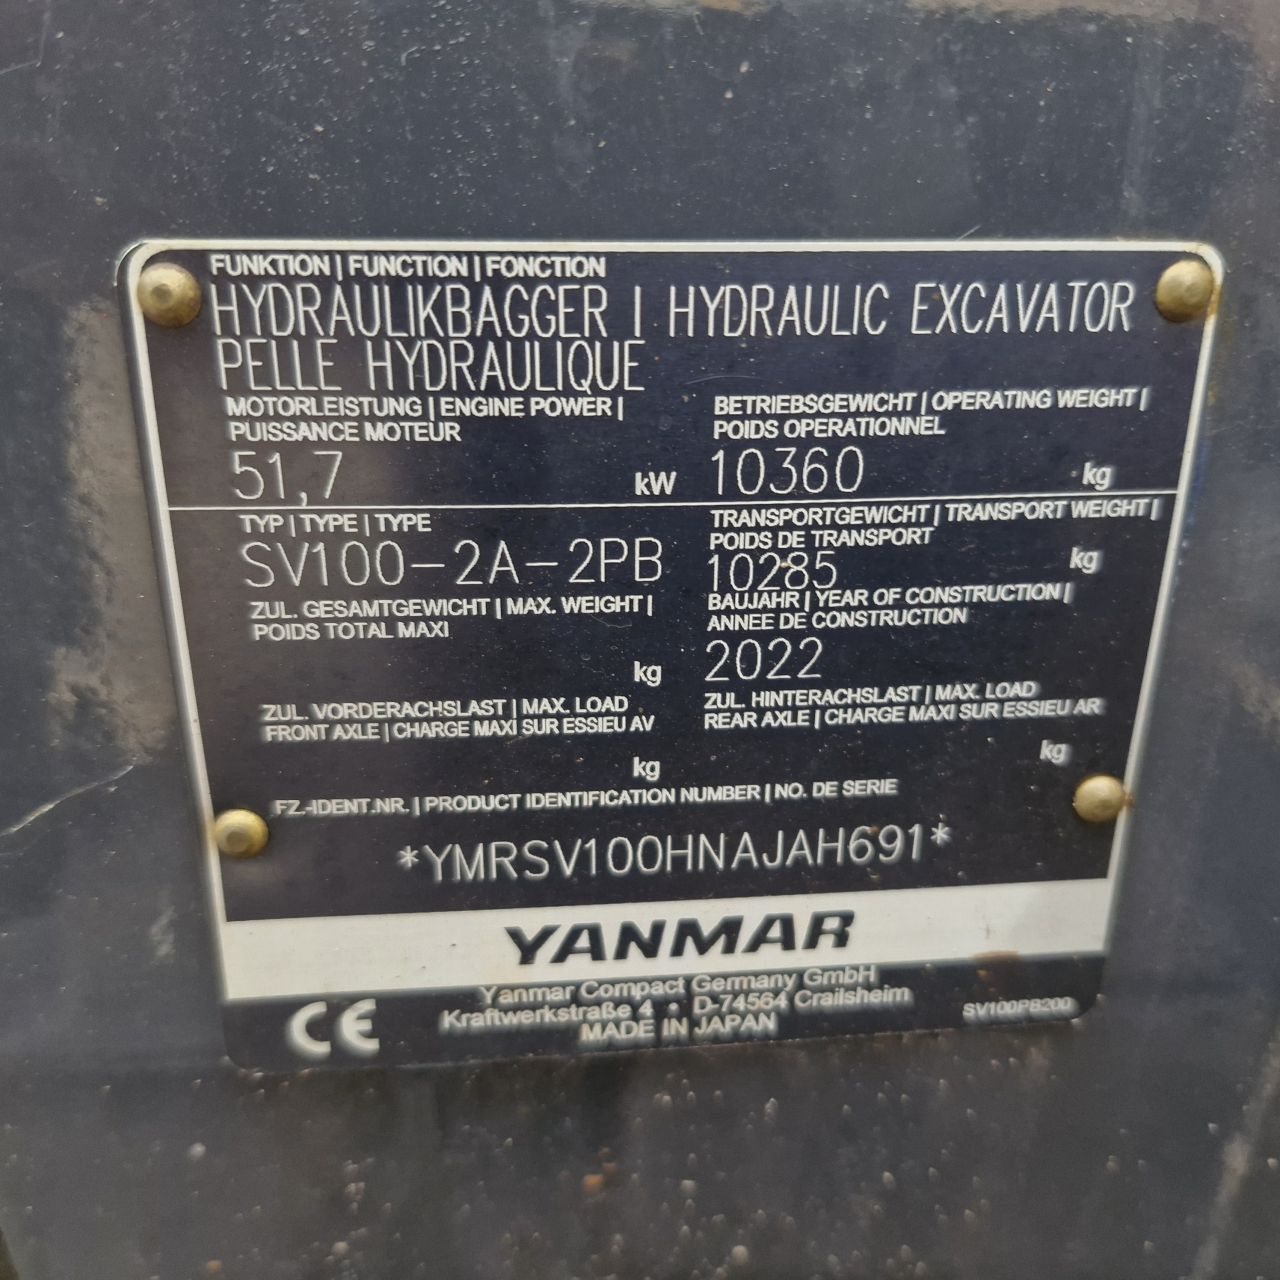 FUNKTION | FUNCTION | FONCTION
HYDRAULIKBAGGER | HYDRAULIC EXCAVATOR
PELLE HYDRAULIQUE
MOTORLEISTUNG | ENGINE POWER |
PUISSANCE MOTEUR
51,7 kW
BETRIEBSGEWICHT | OPERATING WEIGHT |
POIDS OPERATIONNEL
10360 kg
TYP | TYPE | TYPE
SV100-2A-2PB
TRANSPORTGEWICHT | TRANSPORT WEIGHT |
POIDS DE TRANSPORT
10285 kg
ZUL. GESAMTGEWICHT | MAX. WEIGHT |
POIDS TOTAL MAXI
kg
BAUJAHR | YEAR OF CONSTRUCTION |
ANNEE DE CONSTRUCTION
2022
ZUL. VORDERACHSLAST | MAX. LOAD
FRONT AXLE | CHARGE MAXI SUR ESSIEU AV
kg
ZUL. HINTERACHSLAST | MAX. LOAD
REAR AXLE | CHARGE MAXI SUR ESSIEU AR
kg
FZ.-IDENT.NR. | PRODUCT IDENTIFICATION NUMBER | NO. DE SERIE
*YMRSV100HNAJAH691*
YANMAR
Yanmar Compact Germany GmbH
Kraftwerkstraße 4 • D-74564 Crailsheim
MADE IN JAPAN
CE
SV100PB200